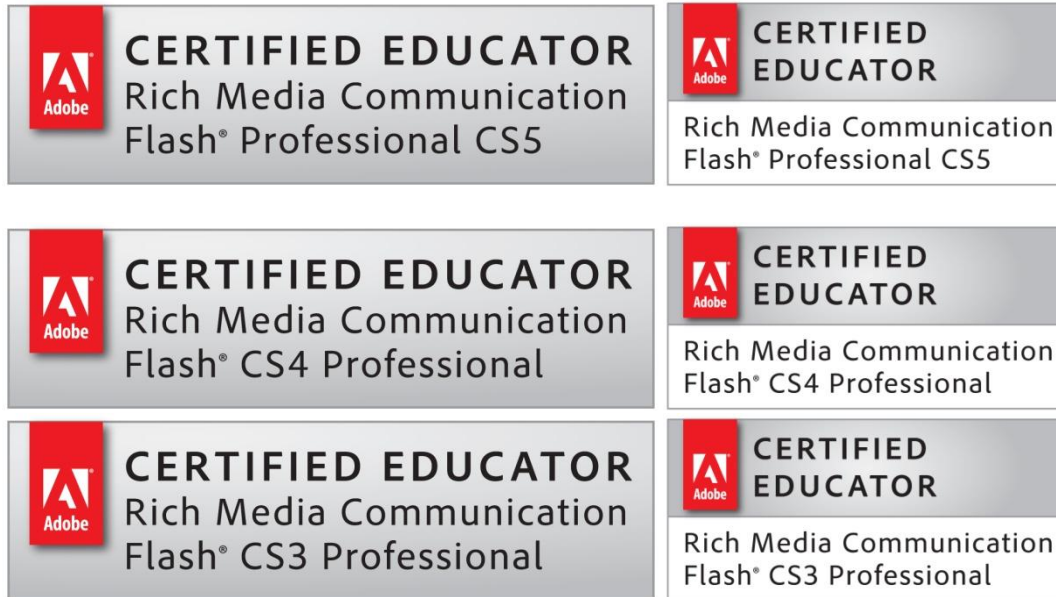 Adobe
CERTIFIED EDUCATOR
Rich Media Communication
Flash® Professional CS5
Adobe
CERTIFIED
EDUCATOR
Rich Media Communication
Flash® Professional CS5
Adobe
CERTIFIED EDUCATOR
Rich Media Communication
Flash® CS4 Professional
Adobe
CERTIFIED
EDUCATOR
Rich Media Communication
Flash® CS4 Professional
Adobe
CERTIFIED EDUCATOR
Rich Media Communication
Flash® CS3 Professional
Adobe
CERTIFIED
EDUCATOR
Rich Media Communication
Flash® CS3 Professional